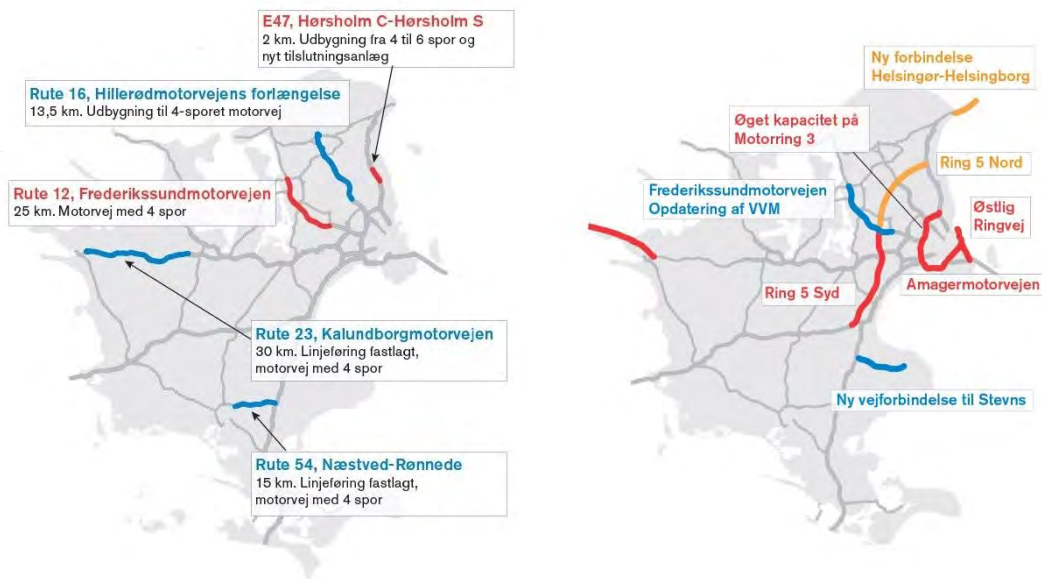 E47, Hørsholm C-Hørsholm S
2 km. Udbygning fra 4 til 6 spor og
nyt tilslutningsanlæg
Rute 16, Hillerødmotorvejens forlængelse
13,5 km. Udbygning til 4-sporet motorvej
Rute 12, Frederikssundmotorvejen
25 km. Motorvej med 4 spor
Rute 23, Kalundborgmotorvejen
30 km. Linjeføring fastlagt,
motorvej med 4 spor
Rute 54, Næstved-Rønnede
15 km. Linjeføring fastlagt,
motorvej med 4 spor
Ny forbindelse
Helsingør-Helsingborg
Øget kapacitet på
Motorring 3
Ring 5 Nord
Frederikssundmotorvejen
Opdatering af VVM
Østlig
Ringvej
Ring 5 Syd
Amagermotorvejen
Ny vejforbindelse til Stevns